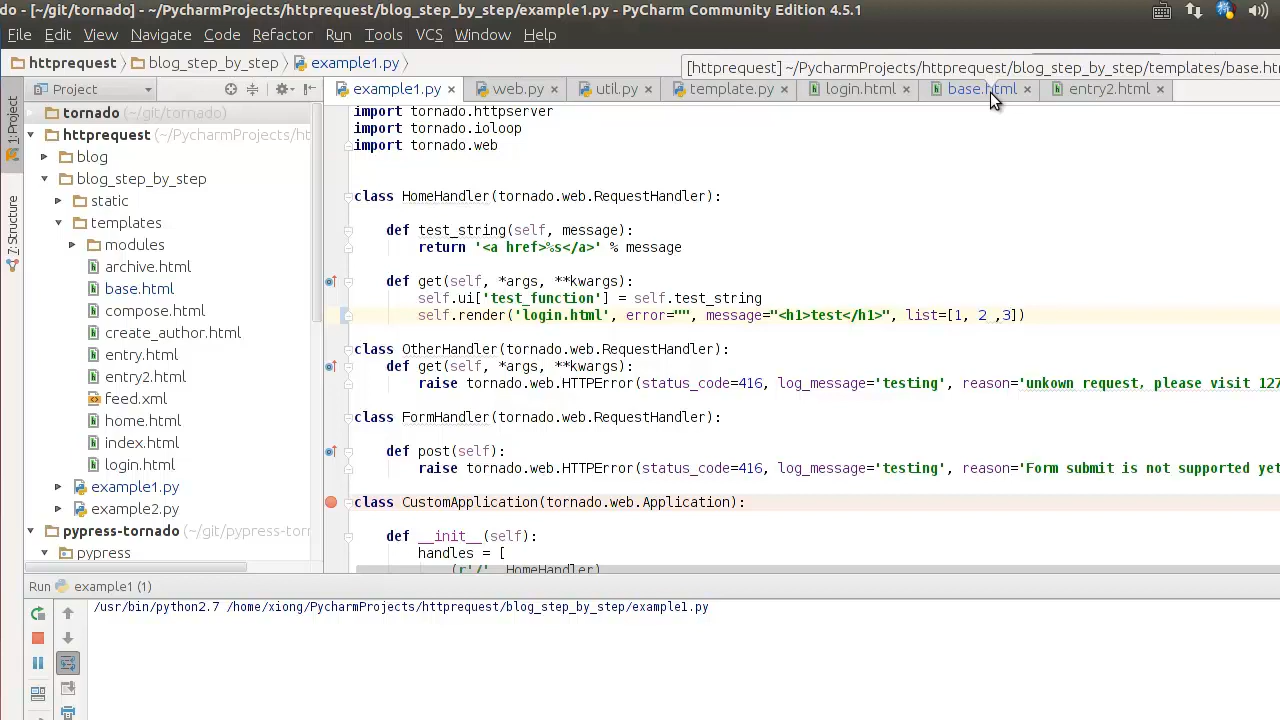 do - [~/git/tornado] - ~/PycharmProjects/httprequest/blog_step_by_step/example1.py - PyCharm Community Edition 4.5.1
File Edit View Navigate Code Refactor Run Tools VCS Window Help
httprequest blog_step_by_step example1.py
[httprequest] ~/PycharmProjects/httprequest/blog_step_by_step/templates/base.htm
Project
example1.py web.py util.py template.py login.html base.html entry2.html
1: Project
7: Structure
tornado (~/git/tornado)
httprequest (~/PycharmProjects/ht
blog
blog_step_by_step
static
templates
modules
archive.html
base.html
compose.html
create_author.html
entry.html
entry2.html
feed.xml
home.html
index.html
login.html
example1.py
example2.py
pypress-tornado (~/git/pypress-torn
pypress
import tornado.httpserver
import tornado.ioloop
import tornado.web
class HomeHandler(tornado.web.RequestHandler):
def test_string(self, message):
return '<a href>%s</a>' % message
def get(self, *args, **kwargs):
self.ui['test_function'] = self.test_string
self.render('login.html', error="", message="<h1>test</h1>", list=[1, 2 ,3])
class OtherHandler(tornado.web.RequestHandler):
def get(self, *args, **kwargs):
raise tornado.web.HTTPError(status_code=416, log_message='testing', reason='unkown request, please visit 127
class FormHandler(tornado.web.RequestHandler):
def post(self):
raise tornado.web.HTTPError(status_code=416, log_message='testing', reason='Form submit is not supported yet
class CustomApplication(tornado.web.Application):
def __init__(self):
handles = [
(r'/', HomeHandler)
Run example1 (1)
/usr/bin/python2.7 /home/xiong/PycharmProjects/httprequest/blog_step_by_step/example1.py